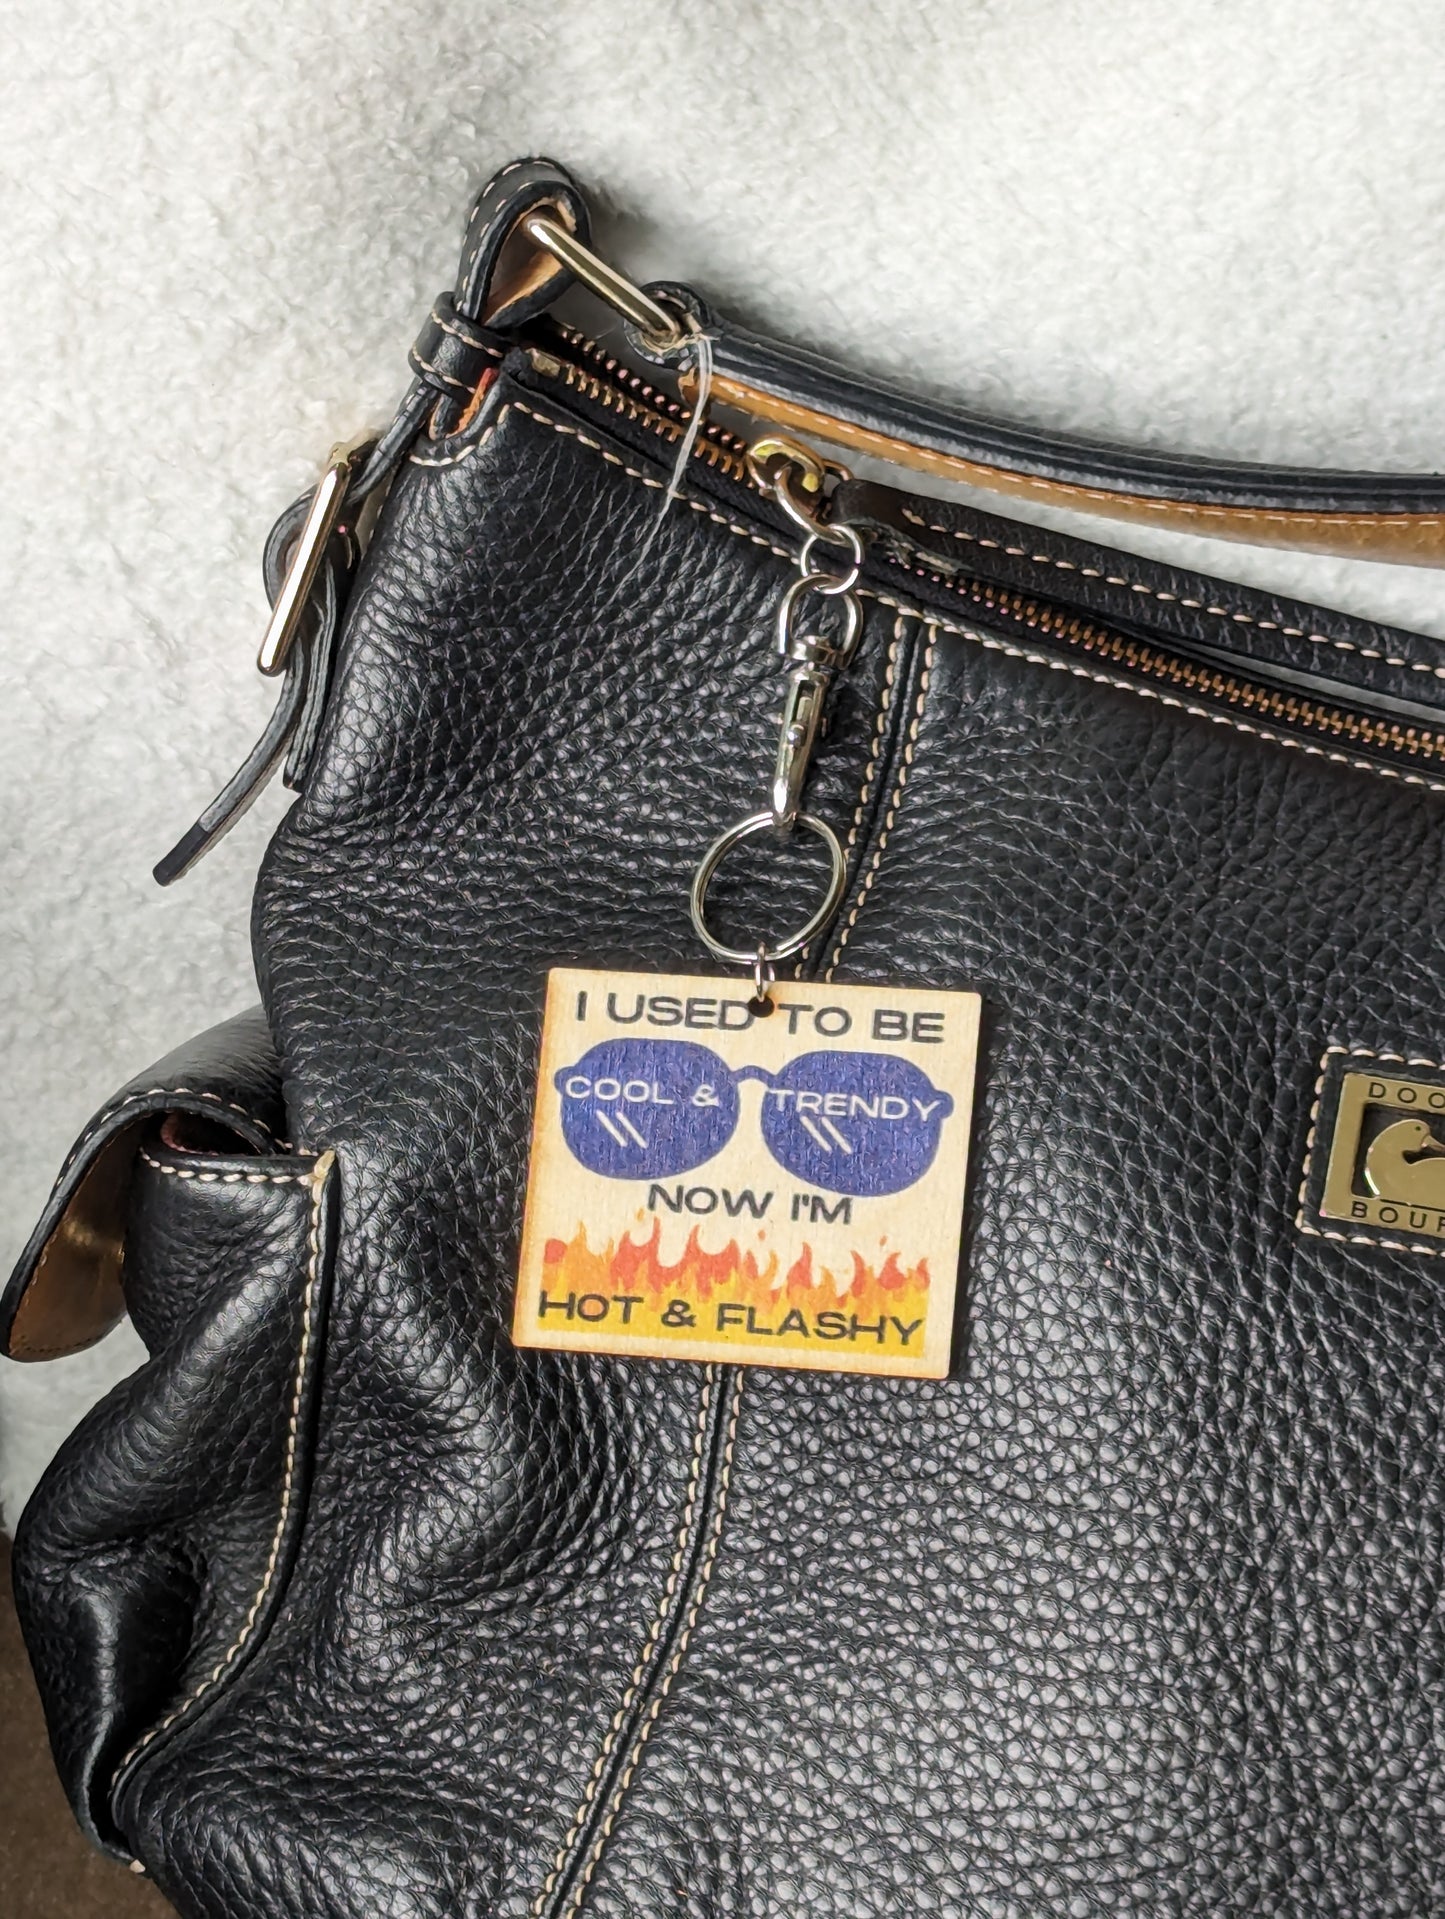 I USED TO BE
COOL & TRENDY
NOW I'M
HOT & FLASHY